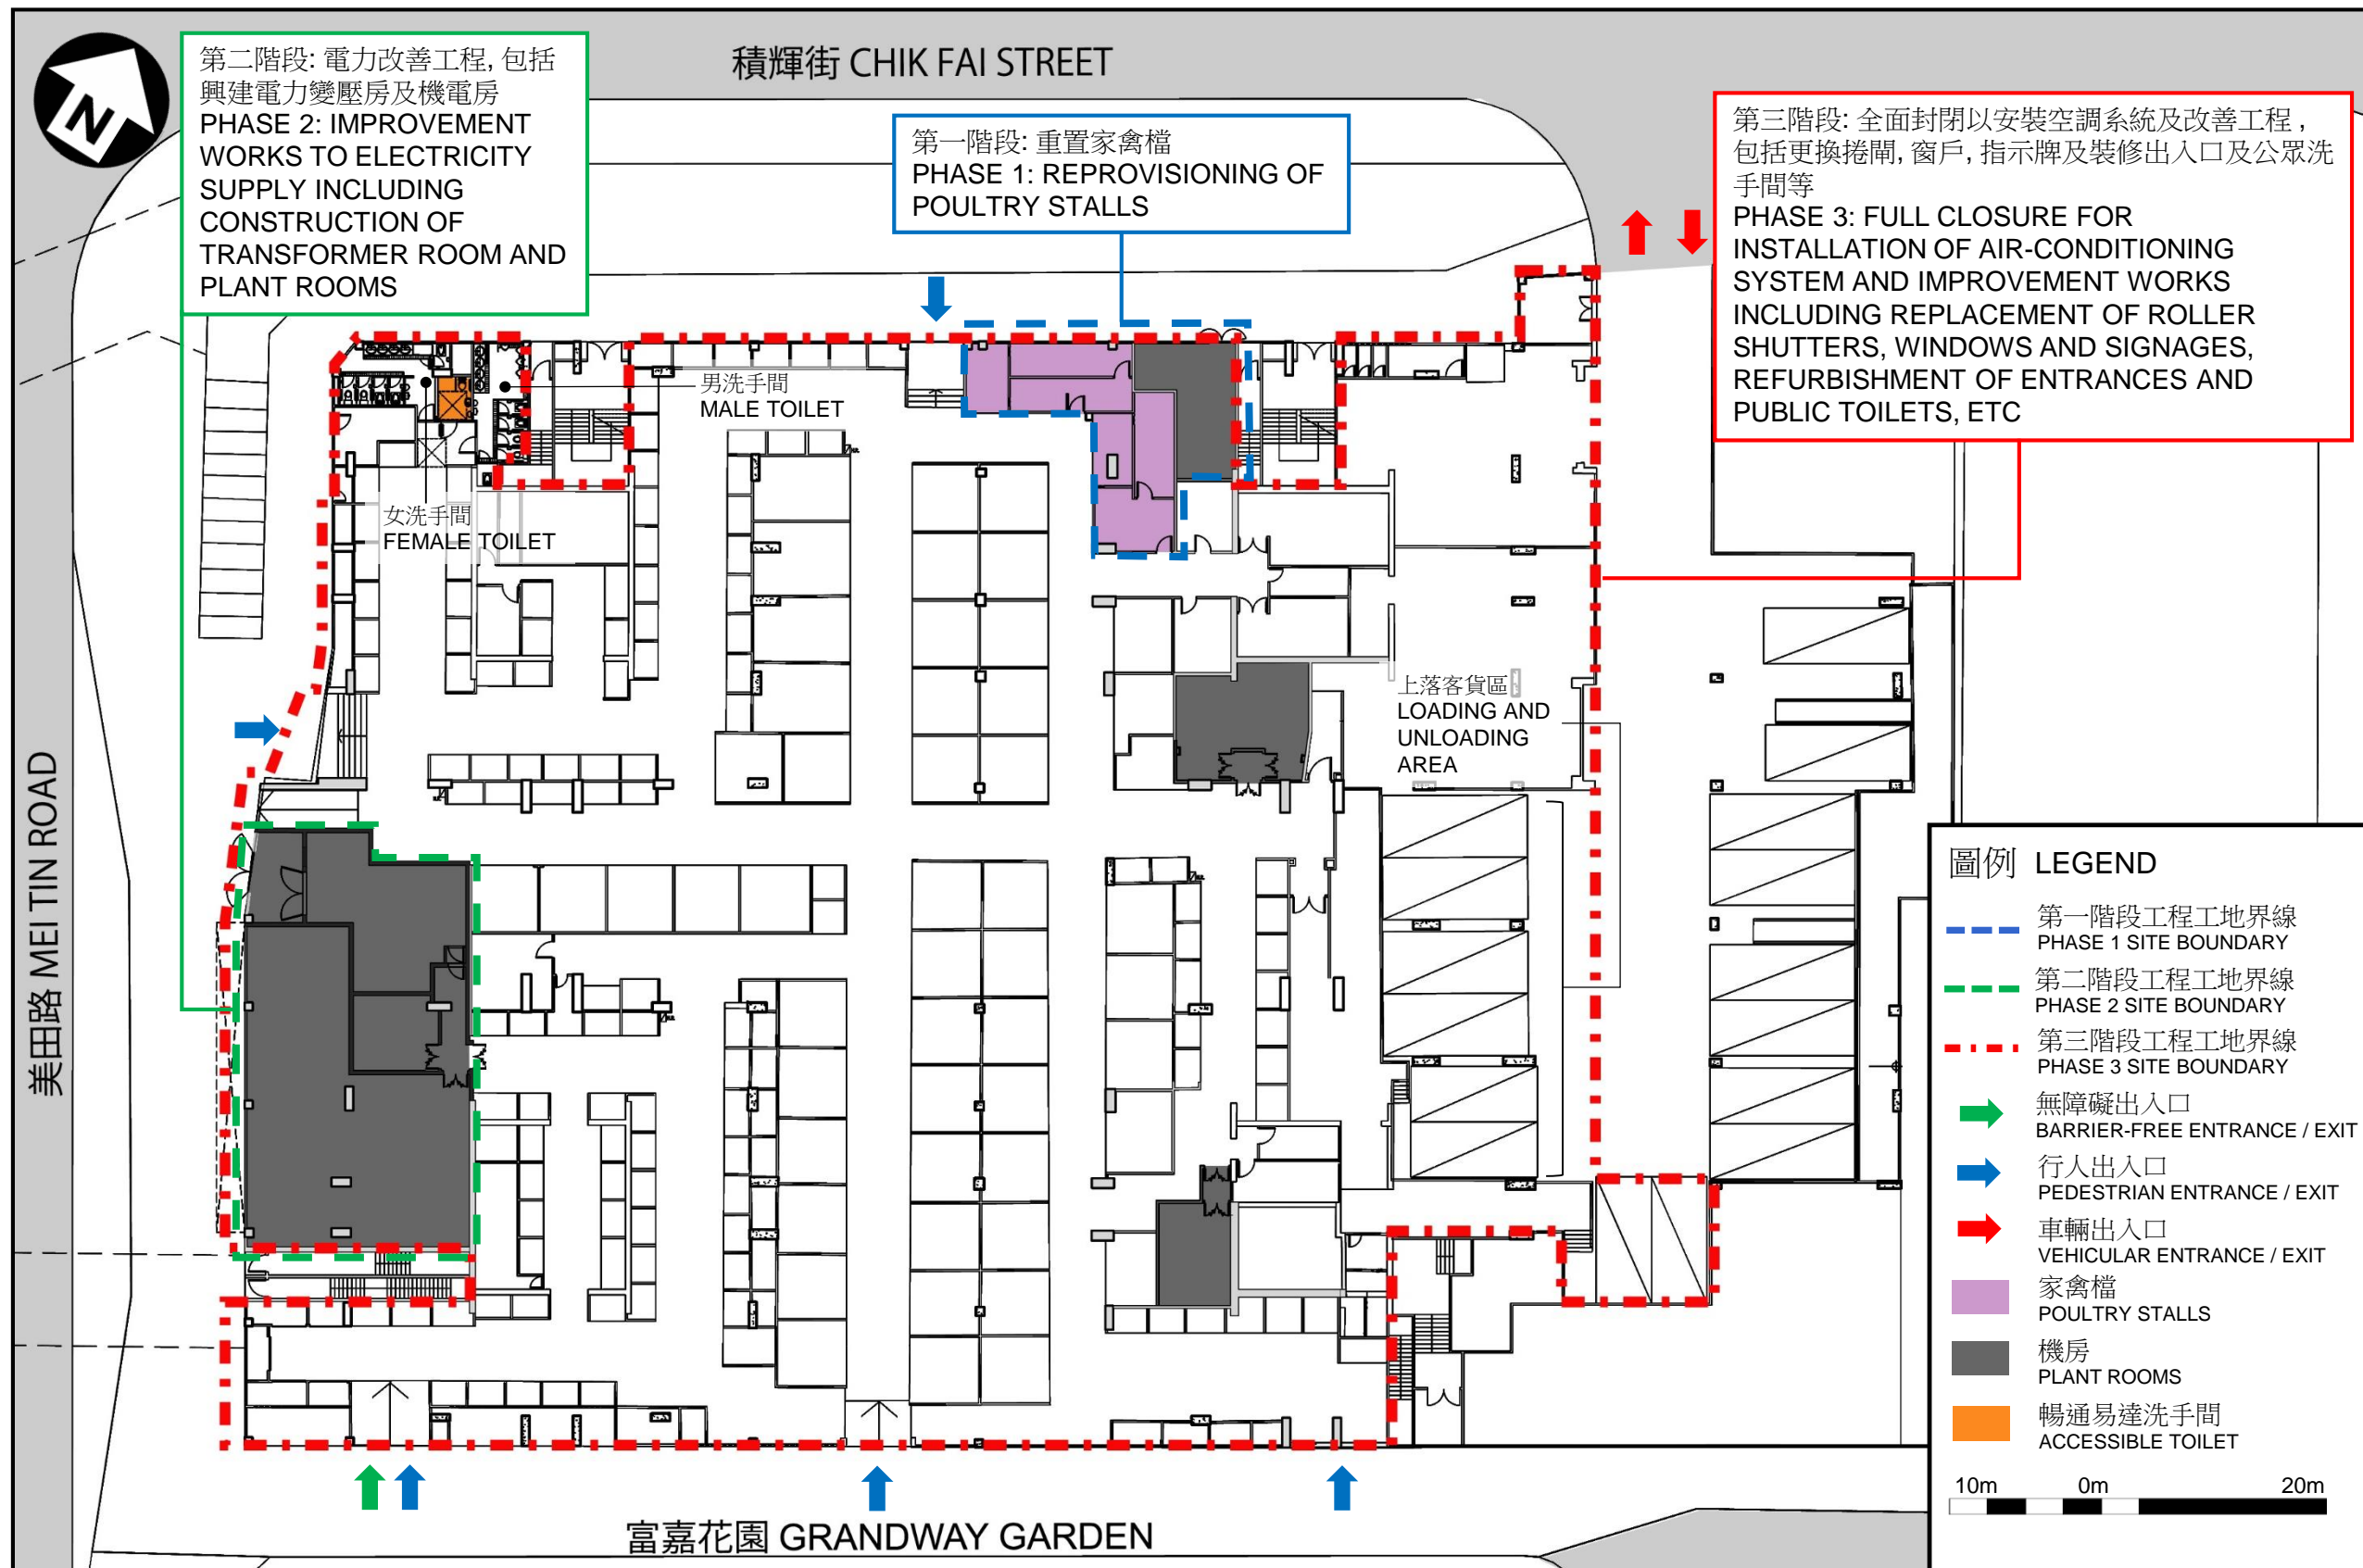 積輝街 CHIK FAI STREET
N
第二階段: 電力改善工程, 包括
興建電力變壓房及機電房
PHASE 2: IMPROVEMENT
WORKS TO ELECTRICITY
SUPPLY INCLUDING
CONSTRUCTION OF
TRANSFORMER ROOM AND
PLANT ROOMS
第一階段: 重置家禽檔
PHASE 1: REPROVISIONING OF
POULTRY STALLS
第三階段: 全面封閉以安裝空調系統及改善工程 ,
包括更換捲閘, 窗戶, 指示牌及裝修出入口及公眾洗
手間等
PHASE 3: FULL CLOSURE FOR
INSTALLATION OF AIR-CONDITIONING
SYSTEM AND IMPROVEMENT WORKS
INCLUDING REPLACEMENT OF ROLLER
SHUTTERS, WINDOWS AND SIGNAGES,
REFURBISHMENT OF ENTRANCES AND
PUBLIC TOILETS, ETC
男洗手間
MALE TOILET
女洗手間
FEMALE TOILET
上落客貨區
LOADING AND
UNLOADING
AREA
美田路 MEI TIN ROAD
富嘉花園 GRANDWAY GARDEN
圖例 LEGEND
第一階段工程工地界線
PHASE 1 SITE BOUNDARY
第二階段工程工地界線
PHASE 2 SITE BOUNDARY
第三階段工程工地界線
PHASE 3 SITE BOUNDARY
無障礙出入口
BARRIER-FREE ENTRANCE / EXIT
行人出入口
PEDESTRIAN ENTRANCE / EXIT
車輛出入口
VEHICULAR ENTRANCE / EXIT
家禽檔
POULTRY STALLS
機房
PLANT ROOMS
暢通易達洗手間
ACCESSIBLE TOILET
10m 0m 20m